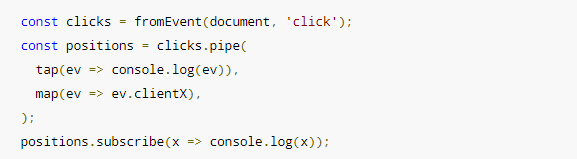 const clicks = fromEvent(document, 'click');
const positions = clicks.pipe(
  tap(ev => console.log(ev)),
  map(ev => ev.clientX),
);
positions.subscribe(x => console.log(x));